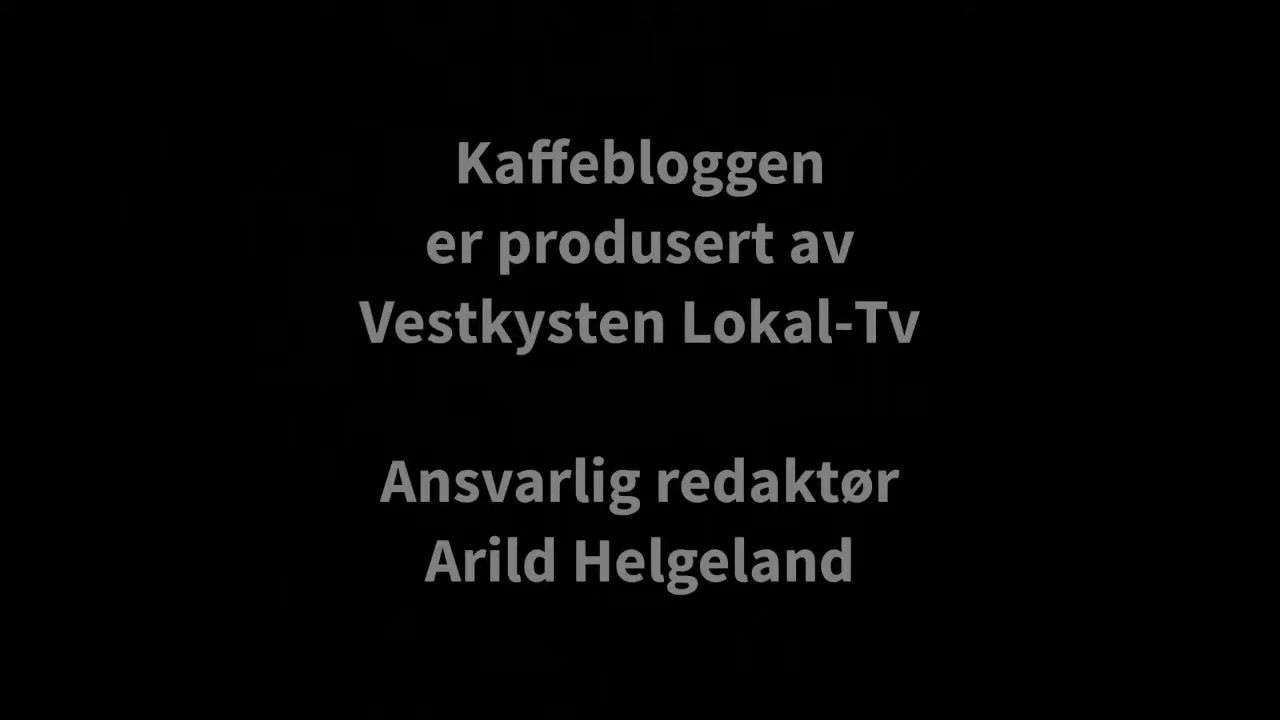 Kaffebloggen
er produsert av
Vestkysten Lokal-Tv
Ansvarlig redaktør
Arild Helgeland